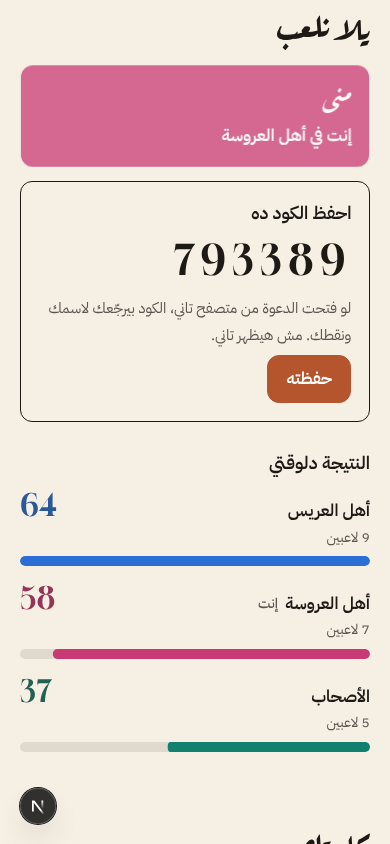 يلا نلعب
منى
إنت في أهل العروسة
احفظ الكود ده
793389
لو فتحت الدعوة من متصفح تاني، الكود بيرجّعك لاسمك
ونقطك. مش هيظهر تاني.
حفظته
النتيجة دلوقتي
أهل العريس 64
9 لاعبين
أهل العروسة إنت 58
7 لاعبين
الأصحاب 37
5 لاعبين
N